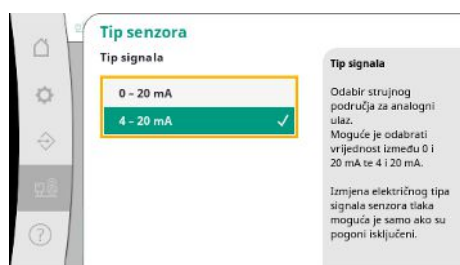 Tip senzora
Tip signala
0 – 20 mA
4 – 20 mA
Tip signala
Odabir strujnog
područja za analogni
ulaz.
Moguće je odabrati
vrijednost između 0 i
20 mA te 4 i 20 mA.
Izmjena električnog tipa
signala senzora tlaka
moguća je samo ako su
pogoni isključeni.